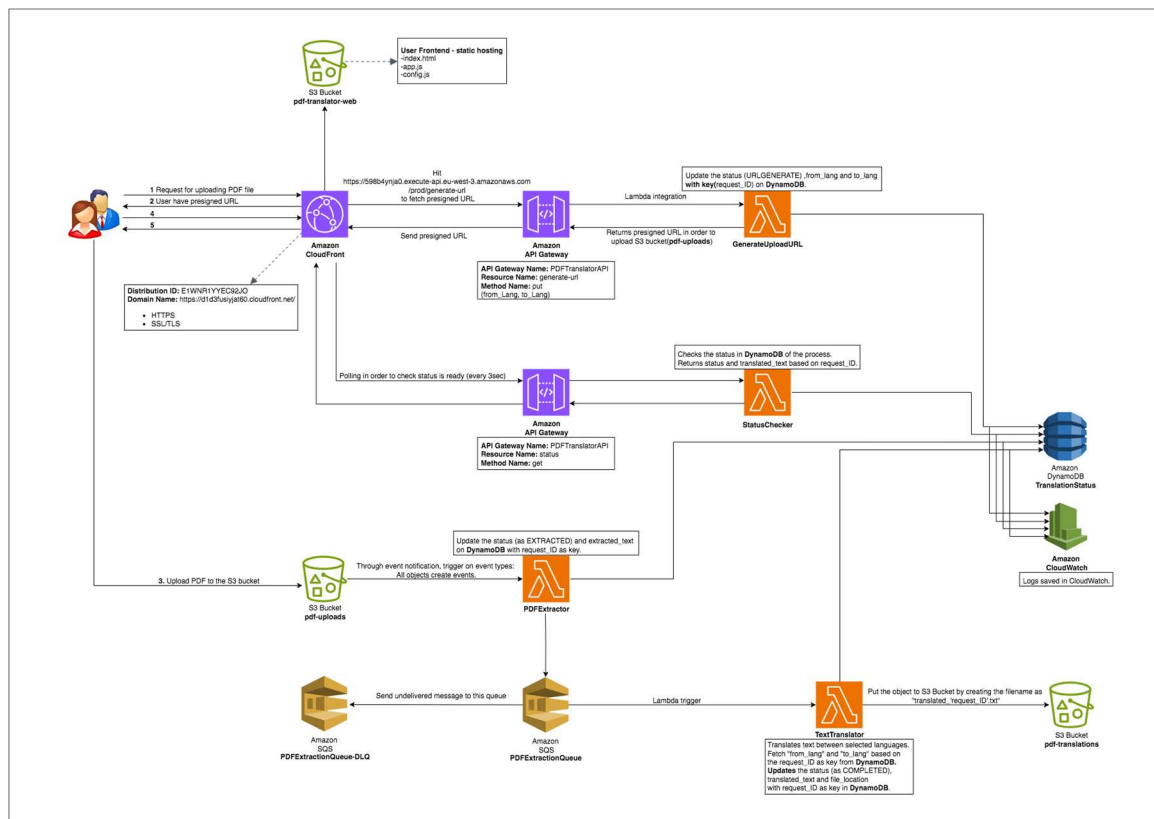 User Frontend - static hosting
-index.html
-app.js
-config.js
S3 Bucket
pdf-translator-web
1 Request for uploading PDF file
2 User have presigned URL
4
5
Amazon
CloudFront
Hit
https://598b4ynja0.execute-api.eu-west-3.amazonaws.com
/prod/generate-url
to fetch presigned URL
Send presigned URL
Amazon
API Gateway
Lambda integration
Returns presigned URL in order to
upload S3 bucket(pdf-uploads)
Update the status (URLGENERATE) ,from_lang and to_lang
with key(request_ID) on DynamoDB.
GenerateUploadURL
API Gateway Name: PDFTranslatorAPI
Resource Name: generate-url
Method Name: put
(from_Lang, to_Lang)
Distribution ID: E1WNR1YYEC92JO
Domain Name: https://d1d3fusiyjat60.cloudfront.net/
• HTTPS
• SSL/TLS
Polling in order to check status is ready (every 3sec)
Amazon
API Gateway
API Gateway Name: PDFTranslatorAPI
Resource Name: status
Method Name: get
Checks the status in DynamoDB of the process.
Returns status and translated_text based on request_ID.
StatusChecker
Amazon
DynamoDB
TranslationStatus
Amazon
CloudWatch
Logs saved in CloudWatch.
3. Upload PDF to the S3 bucket
S3 Bucket
pdf-uploads
Through event notification, trigger on event types:
All objects create events.
Update the status (as EXTRACTED) and extracted_text
on DynamoDB with request_ID as key.
PDFExtractor
Send undelivered message to this queue
Amazon
SQS
PDFExtractionQueue-DLQ
Amazon
SQS
PDFExtractionQueue
Lambda trigger
TextTranslator
Translates text between selected languages.
Fetch "from_lang" and "to_lang" based on
the request_ID as key from DynamoDB.
Updates the status (as COMPLETED),
translated_text and file_location
with request_ID as key in DynamoDB.
Put the object to S3 Bucket by creating the filename as
"translated_'request_ID'.txt"
S3 Bucket
pdf-translations